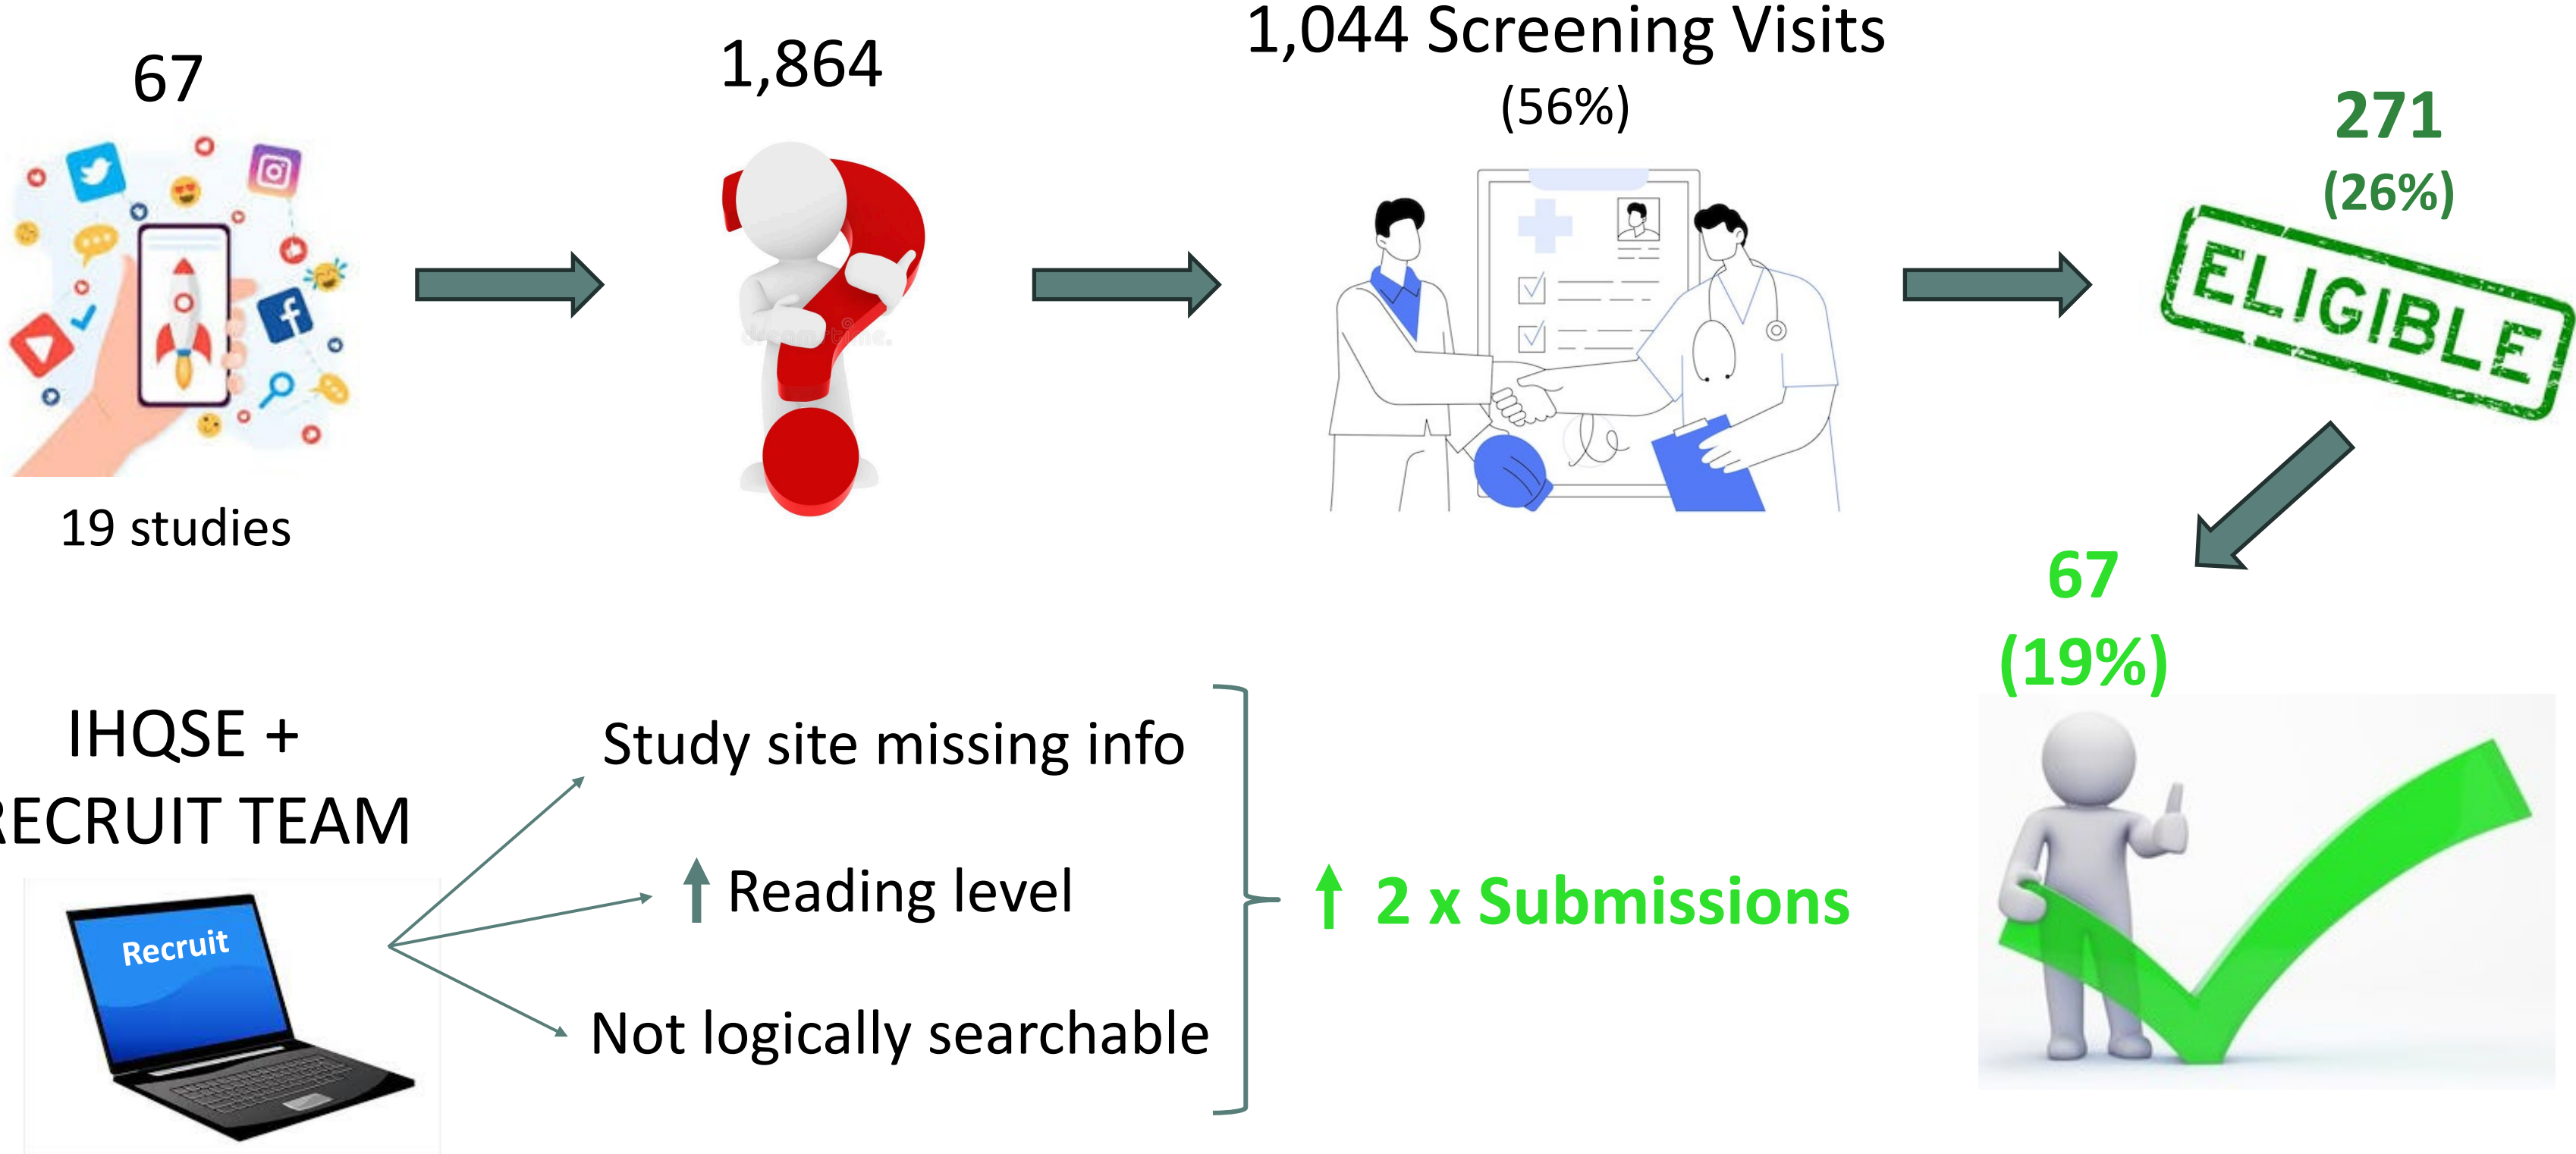 67
19 studies
1,864
1,044 Screening Visits
(56%)
271
(26%)
ELIGIBLE
67
(19%)
IHQSE +
RECRUIT TEAM
Recruit
Study site missing info
Reading level
Not logically searchable
2 x Submissions